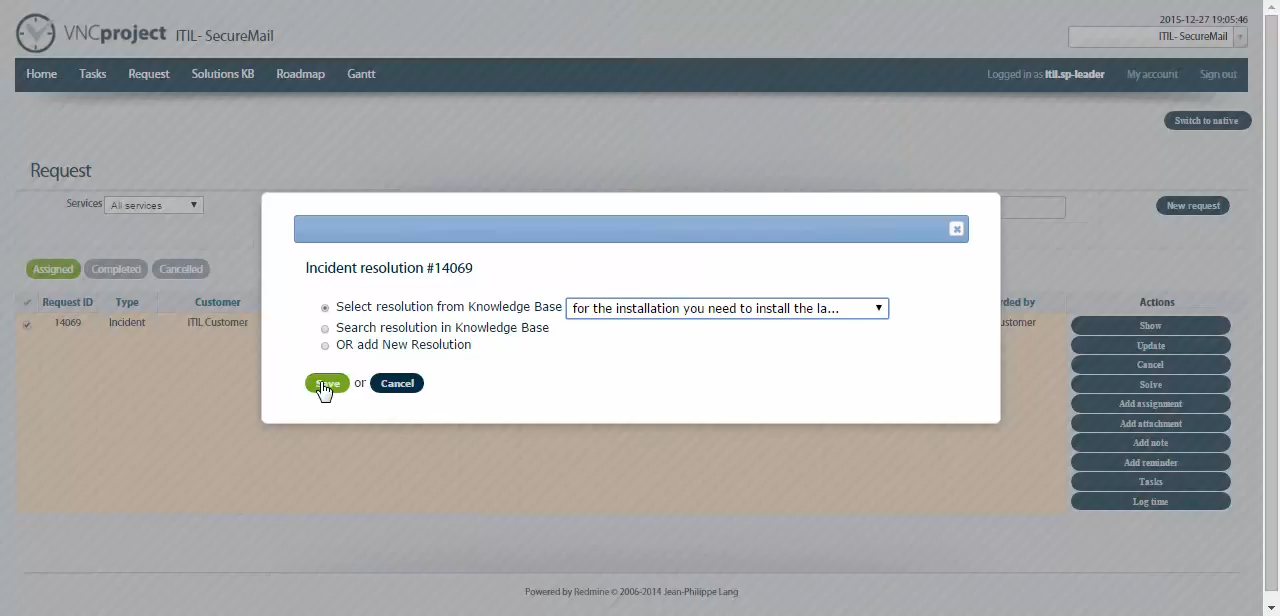 VNCproject ITIL- SecureMail
2015-12-27 19:05:46
ITIL- SecureMail
Home Tasks Request Solutions KB Roadmap Gantt
Logged in as itil.sp-leader My account Sign out
Switch to native
Request
Services All services
New request
Assigned Completed Cancelled
Request ID Type Customer
14069 Incident ITIL Customer
Incident resolution #14069
Select resolution from Knowledge Base for the installation you need to install the la...
Search resolution in Knowledge Base
OR add New Resolution
Save or Cancel
Actions
Show
Update
Cancel
Solve
Add assignment
Add attachment
Add note
Add reminder
Tasks
Log time
Powered by Redmine © 2006-2014 Jean-Philippe Lang